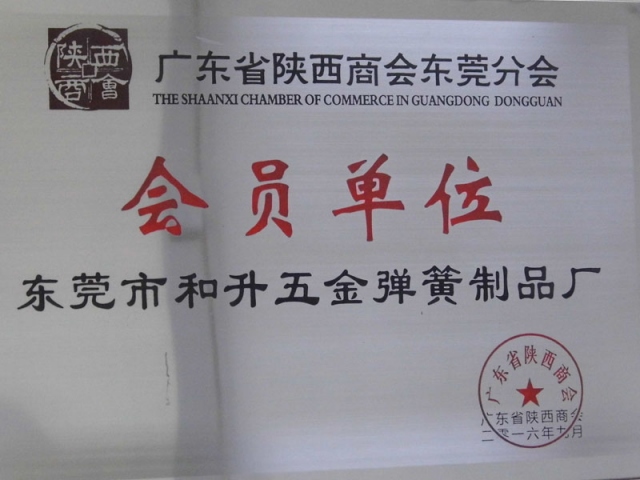 陕西商會
广东省陕西商会东莞分会
THE SHAANXI CHAMBER OF COMMERCE IN GUANGDONG DONGGUAN
会员单位
东莞市和升五金弹簧制品厂
广东省陕西商会
广东省陕西商会
二零一六年九月